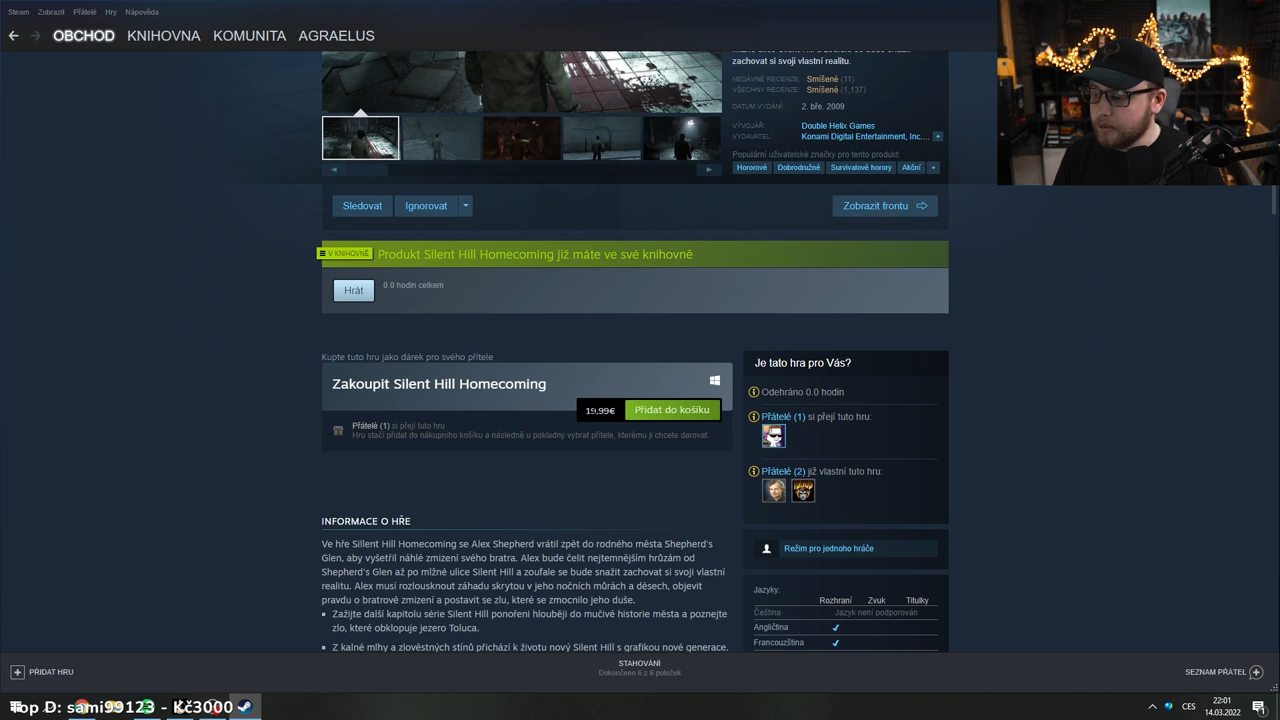 Steam Zobrazit Přátelé Hry Nápověda
OBCHOD KNIHOVNA KOMUNITA AGRAELUS
zachovat si svoji vlastní realitu.
NEDÁVNÉ RECENZE: Smíšené (11)
VŠECHNY RECENZE: Smíšené (1,137)
DATUM VYDÁNÍ: 2. bře. 2009
VÝVOJÁŘ: Double Helix Games
VYDAVATEL: Konami Digital Entertainment, Inc.... +
Populární uživatelské značky pro tento produkt:
Hororové Dobrodružné Survivalové horory Akční +
Sledovat Ignorovat Zobrazit frontu
V KNIHOVNĚ Produkt Silent Hill Homecoming již máte ve své knihovně
Hrát 0.0 hodin celkem
Kupte tuto hru jako dárek pro svého přítele
Zakoupit Silent Hill Homecoming
19,99€ Přidat do košíku
Přátelé (1) si přejí tuto hru
Hru stačí přidat do nákupního košíku a následně u pokladny vybrat přítele, kterému ji chcete darovat.
Je tato hra pro Vás?
Odehráno 0.0 hodin
Přátelé (1) si přejí tuto hru:
Přátelé (2) již vlastní tuto hru:
INFORMACE O HŘE
Ve hře Sillent Hill Homecoming se Alex Shepherd vrátil zpět do rodného města Shepherd's
Glen, aby vyšetřil náhlé zmizení svého bratra. Alex bude čelit nejtemnějším hrůzám od
Shepherd's Glen až po mlžné ulice Silent Hill a zoufale se bude snažit zachovat si svoji vlastní
realitu. Alex musí rozlousknout záhadu skrytou v jeho nočních můrách a děsech, objevit
pravdu o bratrově zmizení a postavit se zlu, které se zmocnilo jeho duše.
Zažijte další kapitolu série Silent Hill ponoření hlouběji do mučivé historie města a poznejte
zlo, které obklopuje jezero Toluca.
Z kalné mlhy a zlověstných stínů přichází k životu nový Silent Hill s grafikou nové generace.
Režim pro jednoho hráče
Jazyky:
Rozhraní Zvuk Titulky
Čeština Jazyk není podporován
Angličtina
Francouzština
PŘIDAT HRU
STAHOVÁNÍ
Dokončeno 6 z 6 položek
SEZNAM PŘÁTEL
Top D: sami99123 - Kč3000
CES
22:01
14.03.2022